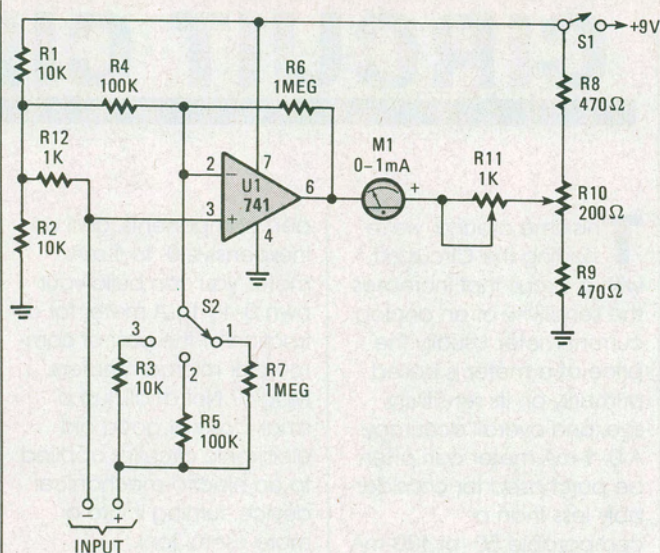 S1
+9V
R1
10K
R4
100K
R6
1MEG
R8
470Ω
R12
1K
M1
0-1mA
R11
1K
2
7
U1
741
6
3
4
+
R10
200Ω
R2
10K
R9
470Ω
S2
3
1
2
R3
10K
R7
1MEG
R5
100K
- +
INPUT